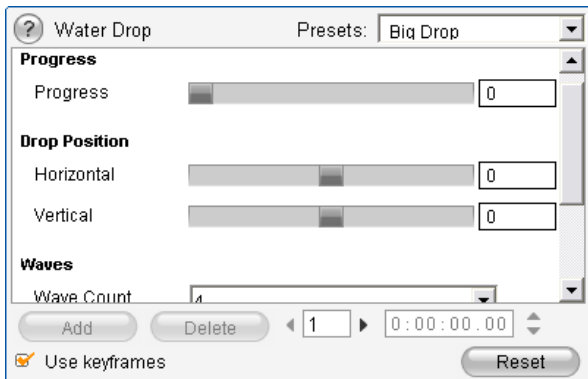 ? Water Drop Presets: Big Drop
Progress
Progress 0
Drop Position
Horizontal 0
Vertical 0
Waves
Wave Count 4
Add Delete 1 0:00:00.00
Use keyframes Reset